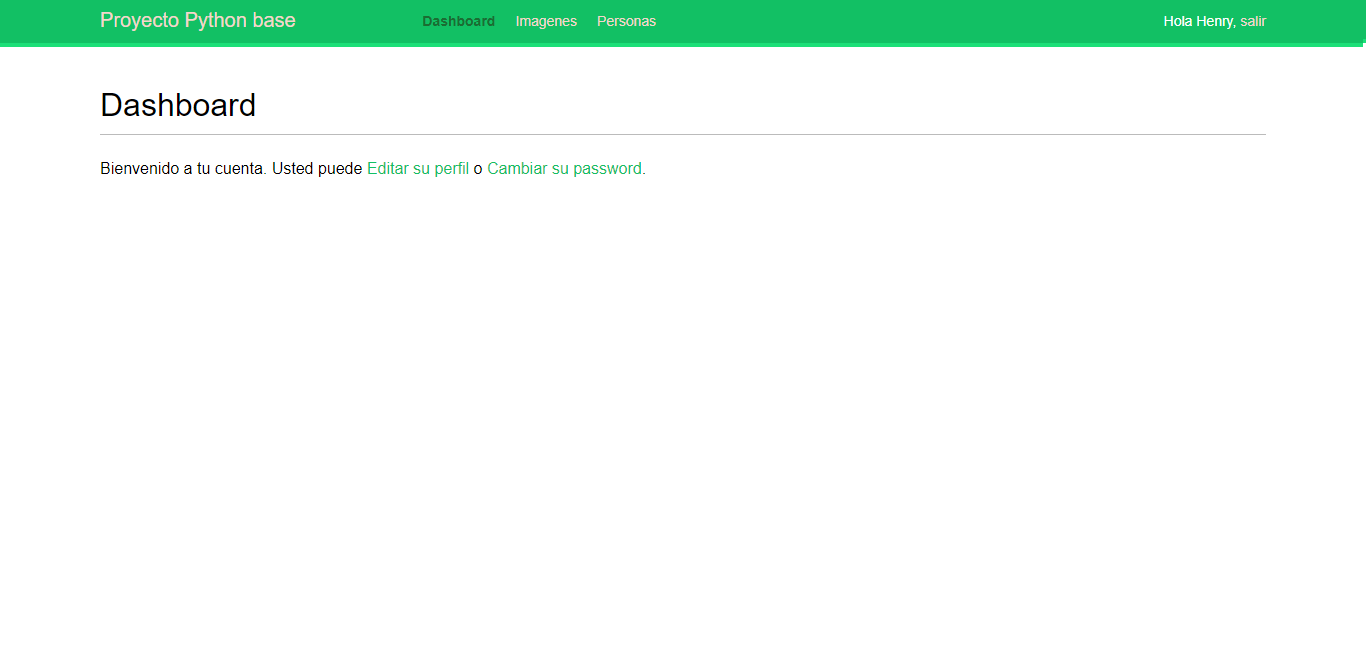 Proyecto Python base Dashboard Imagenes Personas Hola Henry, salir
Dashboard
Bienvenido a tu cuenta. Usted puede Editar su perfil o Cambiar su password.